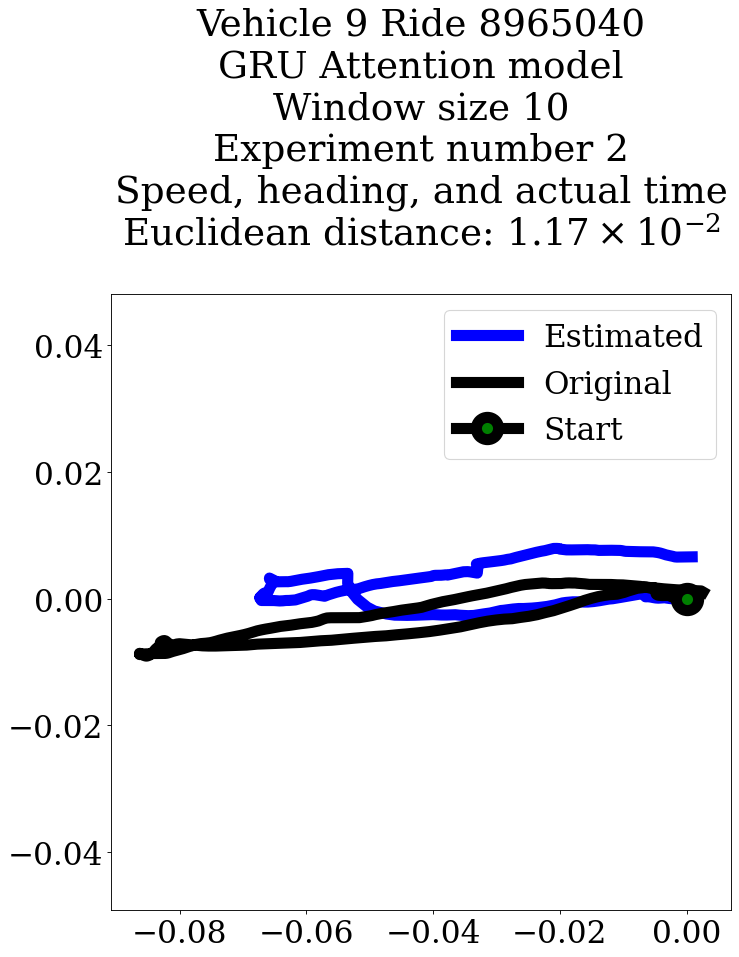 Vehicle 9 Ride 8965040
GRU Attention model
Window size 10
Experiment number 2
Speed, heading, and actual time
Euclidean distance: 1.17 × 10⁻²
Estimated
Original
Start
0.04
0.02
0.00
−0.02
−0.04
−0.08 −0.06 −0.04 −0.02 0.00